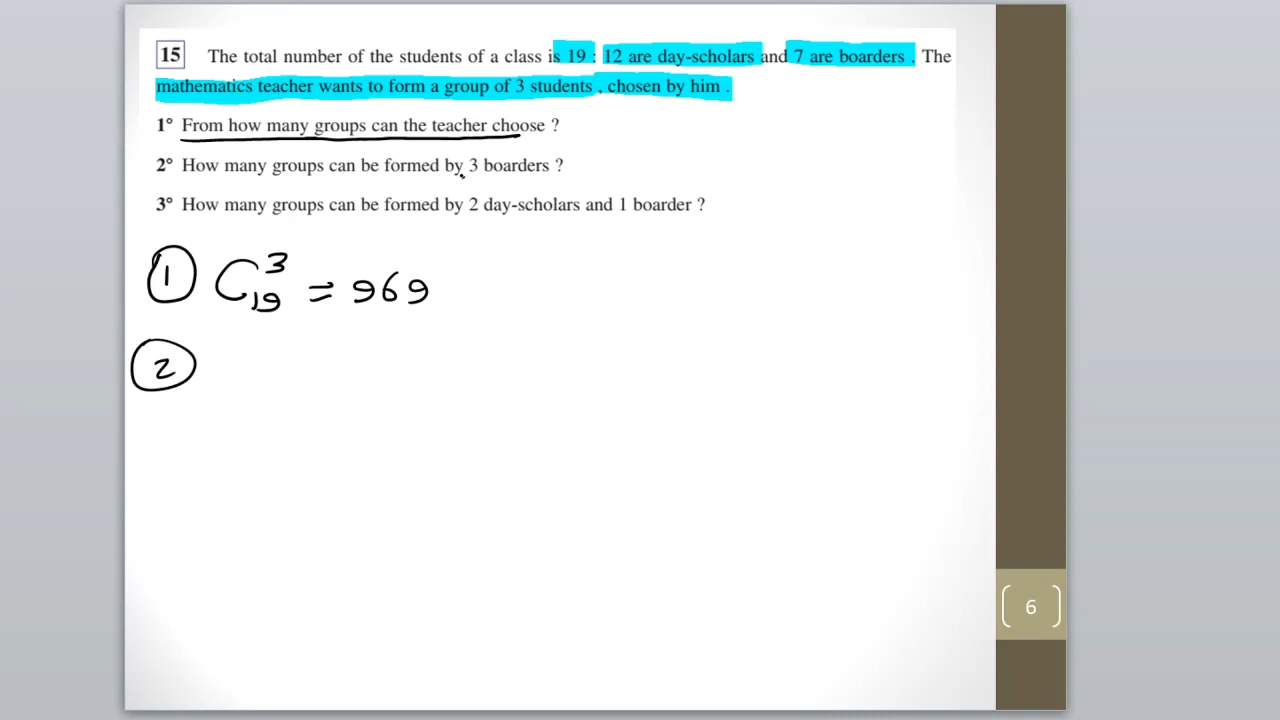 15 The total number of the students of a class is 19 : 12 are day-scholars and 7 are boarders . The
mathematics teacher wants to form a group of 3 students , chosen by him .
1° From how many groups can the teacher choose ?
2° How many groups can be formed by 3 boarders ?
3° How many groups can be formed by 2 day-scholars and 1 boarder ?
1 C₁₉³ = 969
2
6